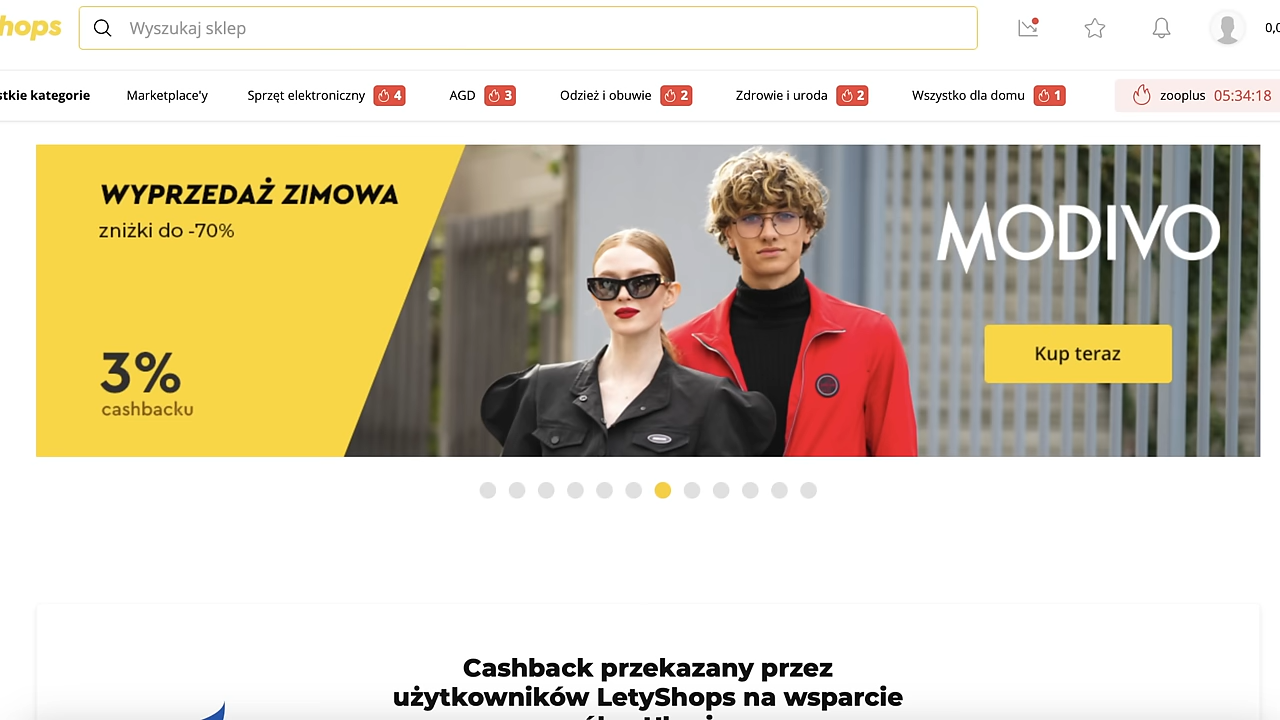 hops
Wyszukaj sklep
0,0
stkie kategorie
Marketplace'y
Sprzęt elektroniczny 4
AGD 3
Odzież i obuwie 2
Zdrowie i uroda 2
Wszystko dla domu 1
zooplus 05:34:18
WYPRZEDAŻ ZIMOWA
zniżki do -70%
3%
cashbacku
MODIVO
Kup teraz
Cashback przekazany przez
użytkowników LetyShops na wsparcie